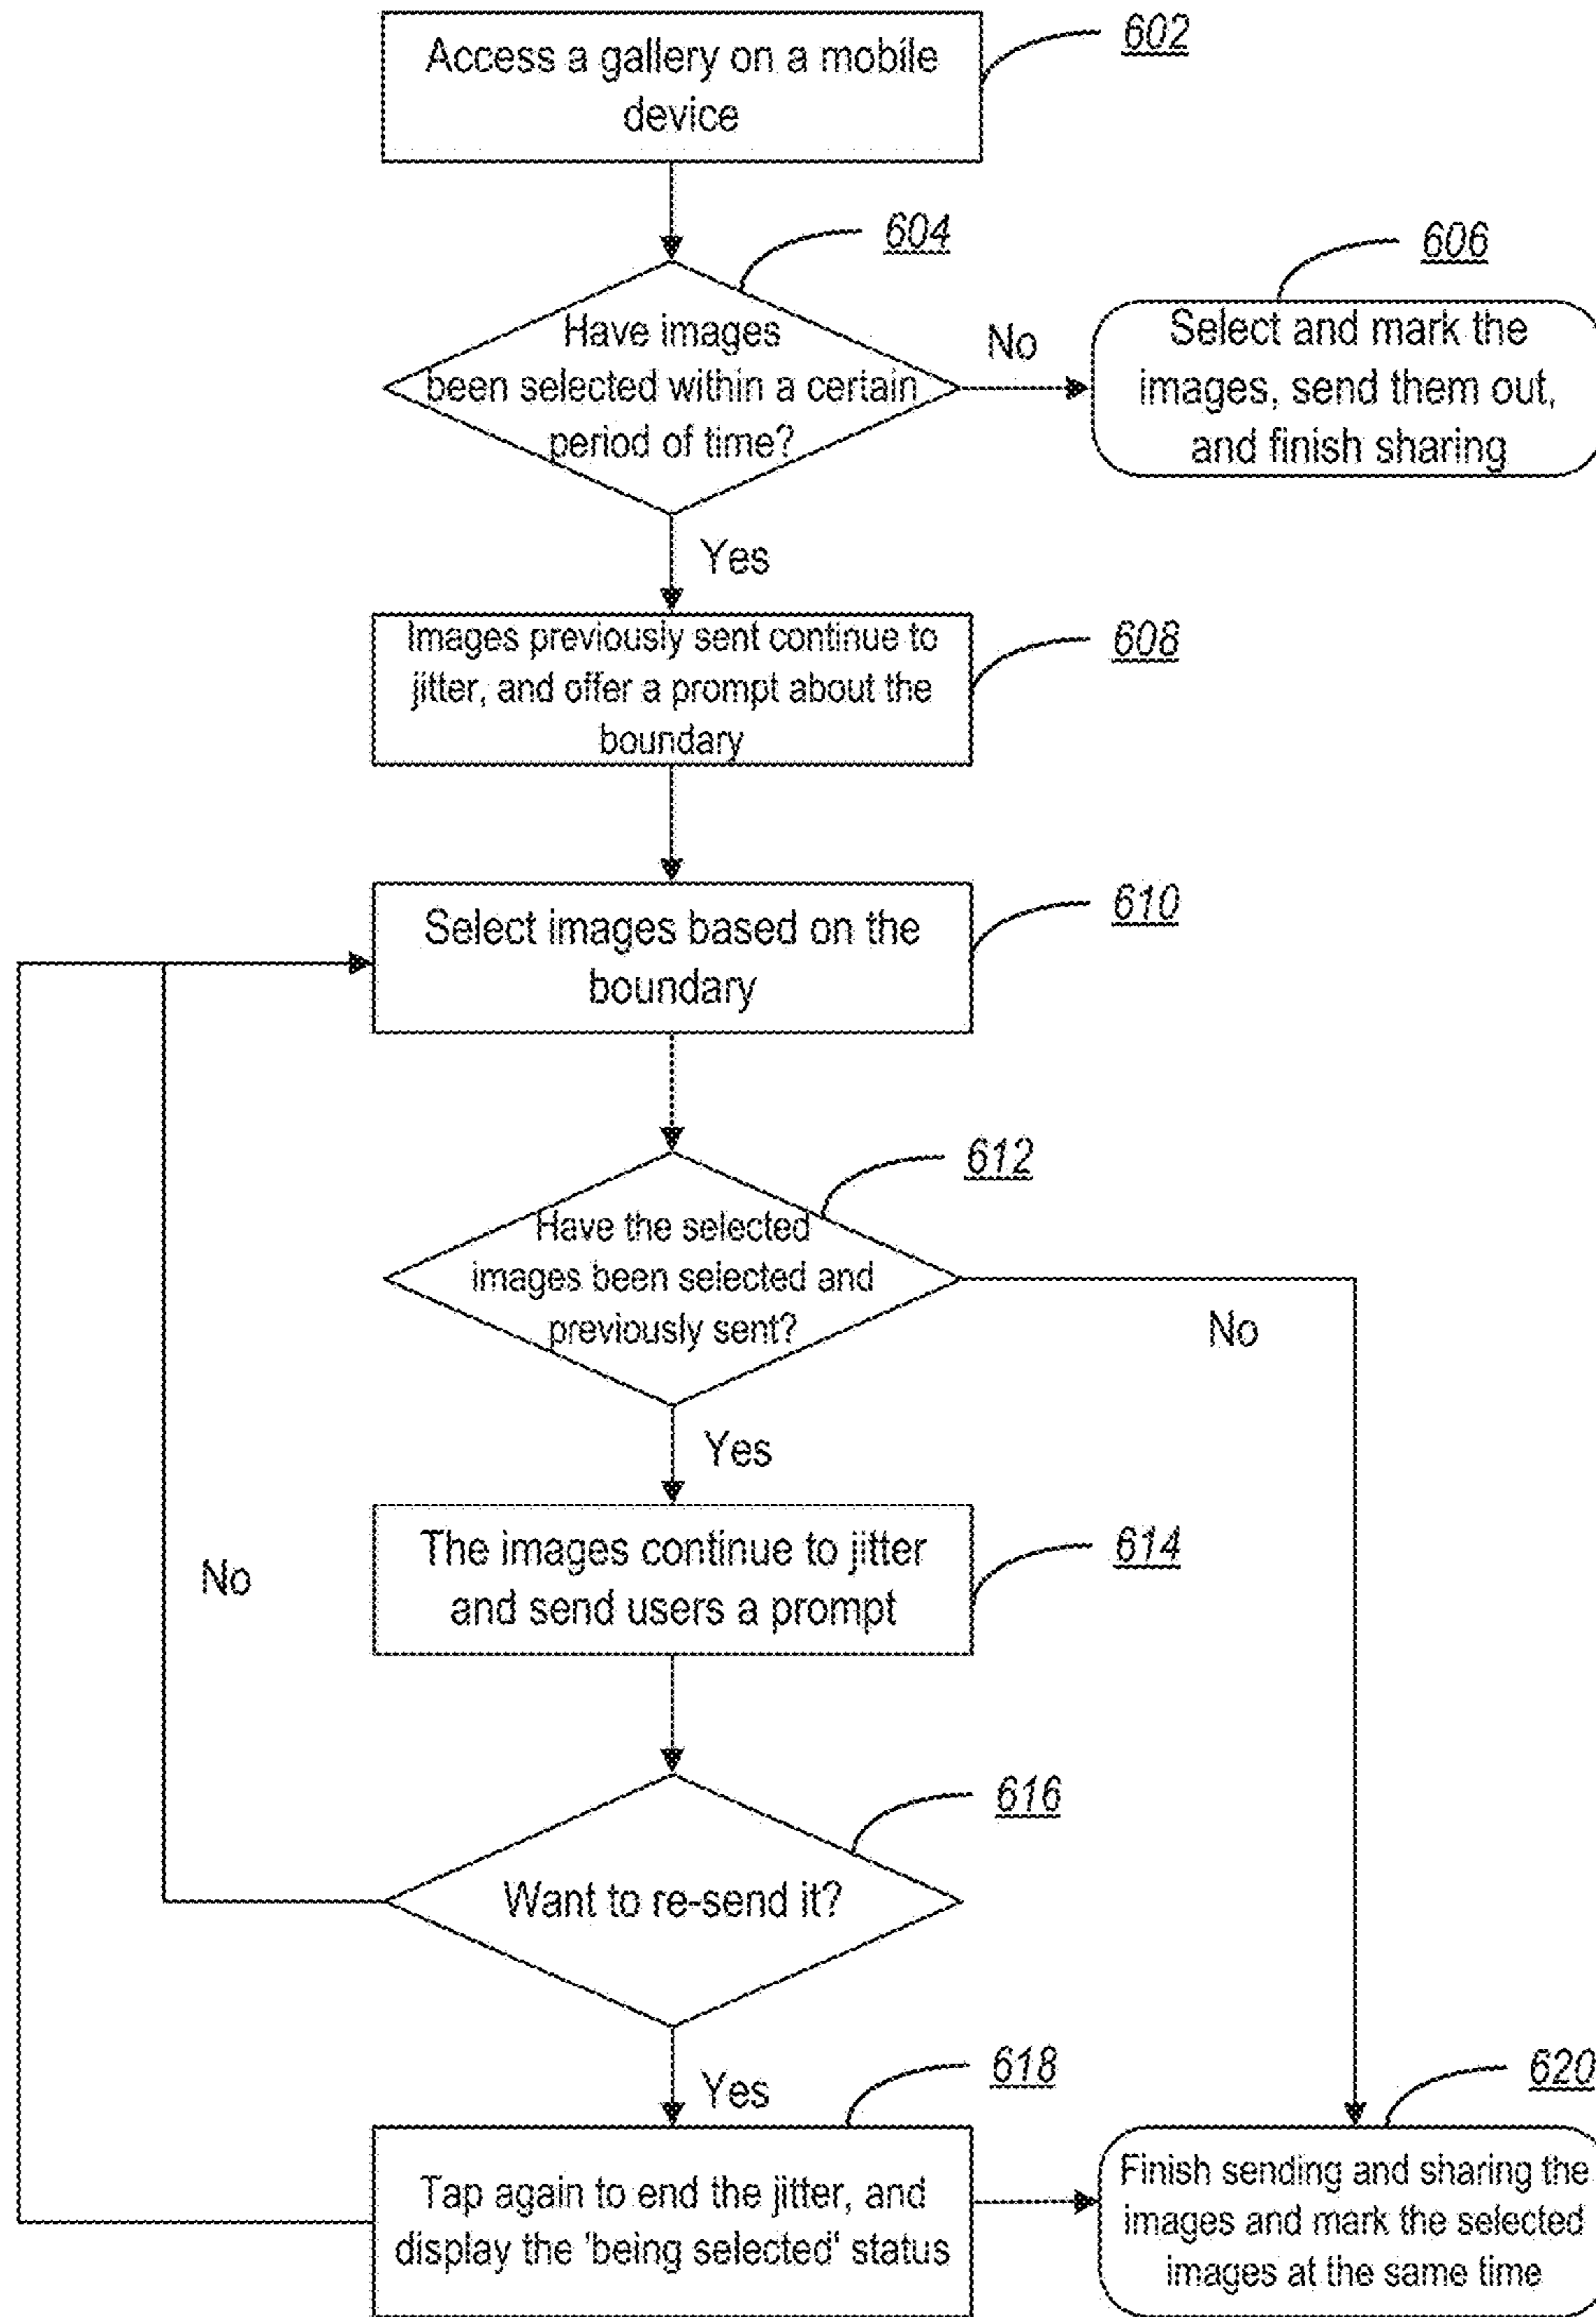 Access a gallery on a mobile
device
602
604
Have images
been selected within a certain
period of time?
No
606
Select and mark the
images, send them out,
and finish sharing
Yes
Images previously sent continue to
jitter, and offer a prompt about the
boundary
608
Select images based on the
boundary
610
612
Have the selected
images been selected and
previously sent?
No
Yes
The images continue to jitter
and send users a prompt
614
No
616
Want to re-send it?
Yes
618
Tap again to end the jitter, and
display the 'being selected' status
620
Finish sending and sharing the
images and mark the selected
images at the same time